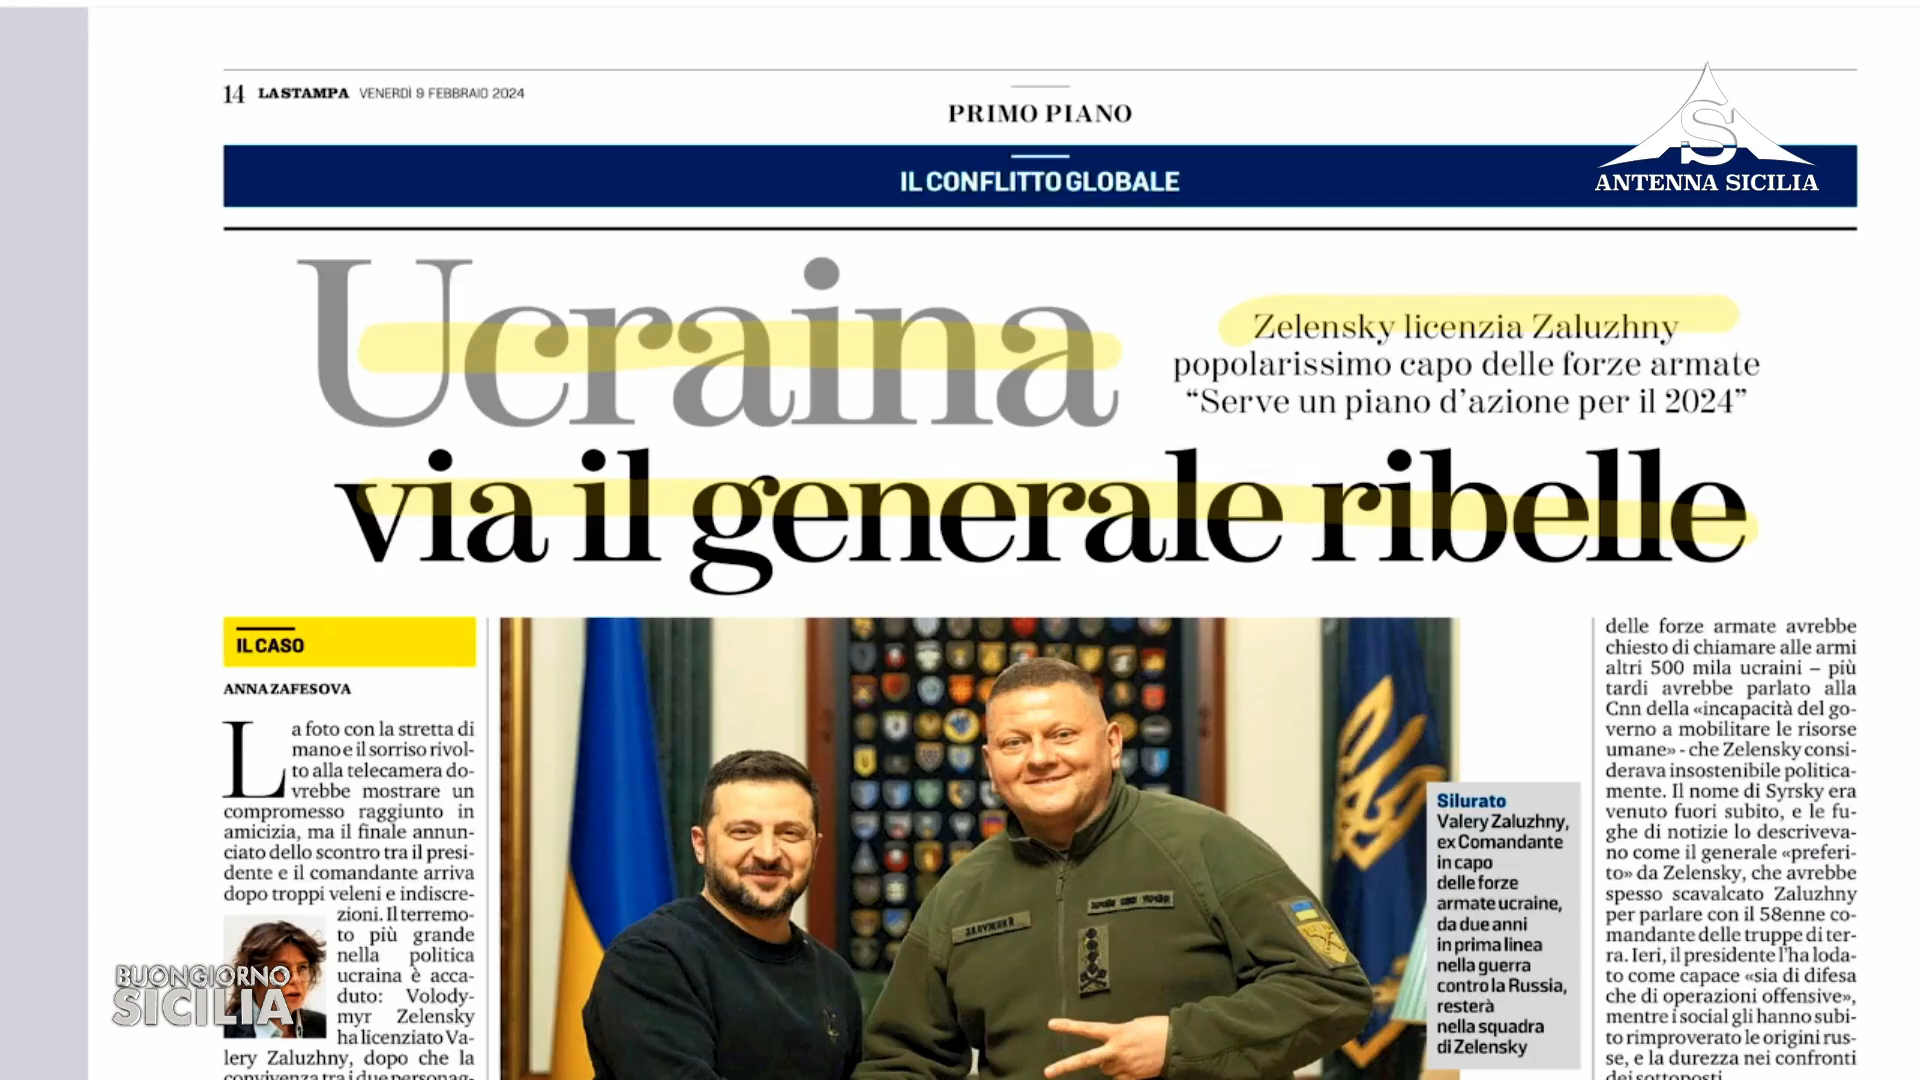 14 LA STAMPA VENERDÌ 9 FEBBRAIO 2024
PRIMO PIANO
IL CONFLITTO GLOBALE
ANTENNA SICILIA
Ucraina
Zelensky licenzia Zaluzhny
popolarissimo capo delle forze armate
“Serve un piano d’azione per il 2024”
via il generale ribelle
IL CASO
ANNA ZAFESOVA
La foto con la stretta di
mano e il sorriso rivol-
to alla telecamera do-
vrebbe mostrare un
compromesso raggiunto in
amicizia, ma il finale annun-
ciato dello scontro tra il presi-
dente e il comandante arriva
dopo troppi veleni e indiscre-
zioni. Il terremo-
to più grande
nella politica
ucraina è acca-
duto: Volody-
myr Zelensky
ha licenziato Va-
lery Zaluzhny, dopo che la
convivenza tra i due personag-
BUONGIORNO
SICILIA
ЗАЛУЖНИЙ
Silurato
Valery Zaluzhny,
ex Comandante
in capo
delle forze
armate ucraine,
da due anni
in prima linea
nella guerra
contro la Russia,
resterà
nella squadra
di Zelensky
delle forze armate avrebbe
chiesto di chiamare alle armi
altri 500 mila ucraini – più
tardi avrebbe parlato alla
Cnn della «incapacità del go-
verno a mobilitare le risorse
umane» - che Zelensky consi-
derava insostenibile politica-
mente. Il nome di Syrsky era
venuto fuori subito, e le fu-
ghe di notizie lo descriveva-
no come il generale «preferi-
to» da Zelensky, che avrebbe
spesso scavalcato Zaluzhny
per parlare con il 58enne co-
mandante delle truppe di ter-
ra. Ieri, il presidente l’ha loda-
to come capace «sia di difesa
che di operazioni offensive»,
mentre i social gli hanno subi-
to rimproverato le origini rus-
se, e la durezza nei confronti
dei sottoposti.